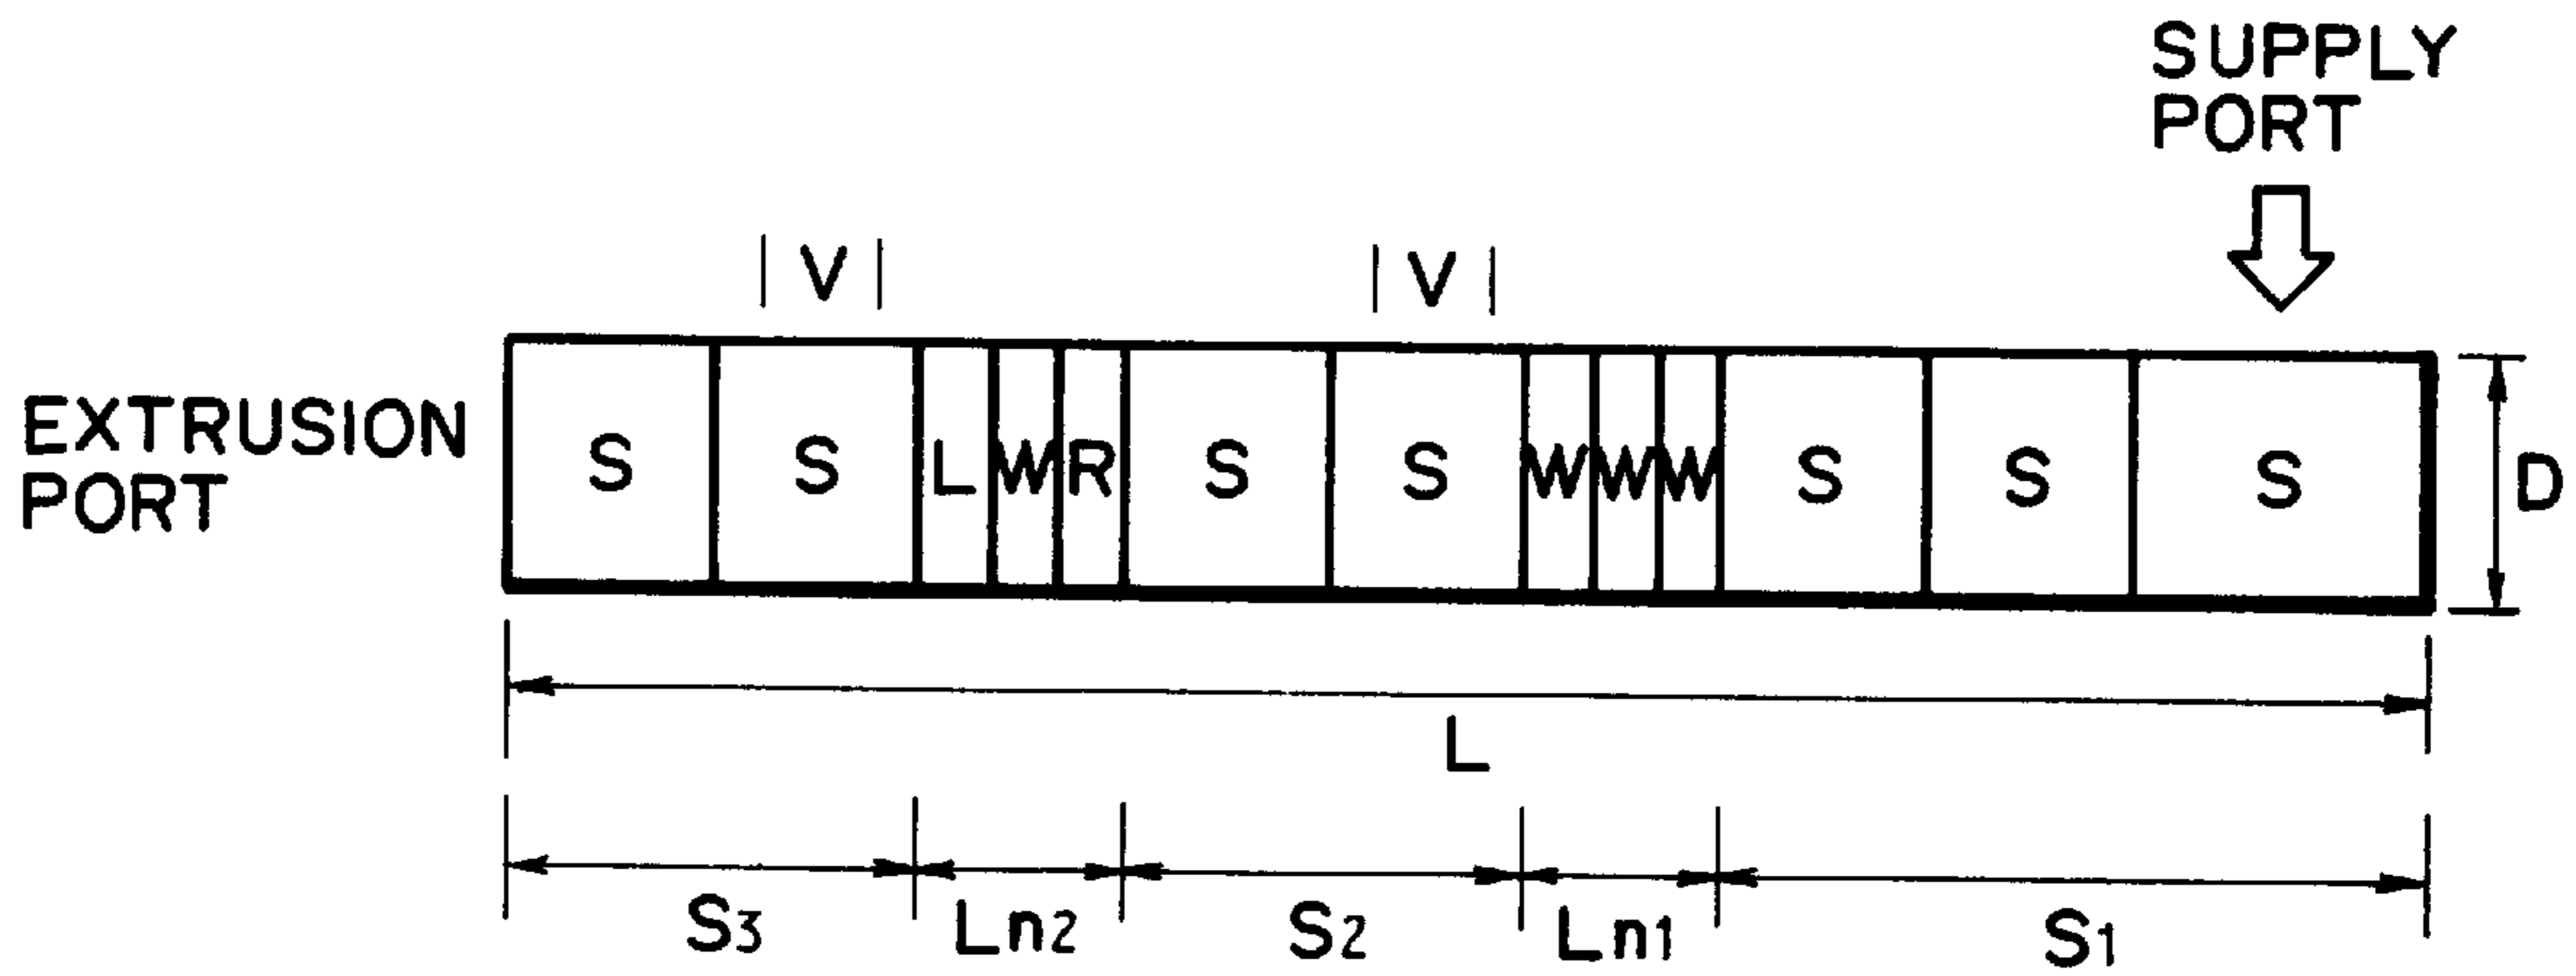 SUPPLY
PORT
V V
EXTRUSION
PORT
S S L W R S S W W W S S S D
L
S3 Ln2 S2 Ln1 S1